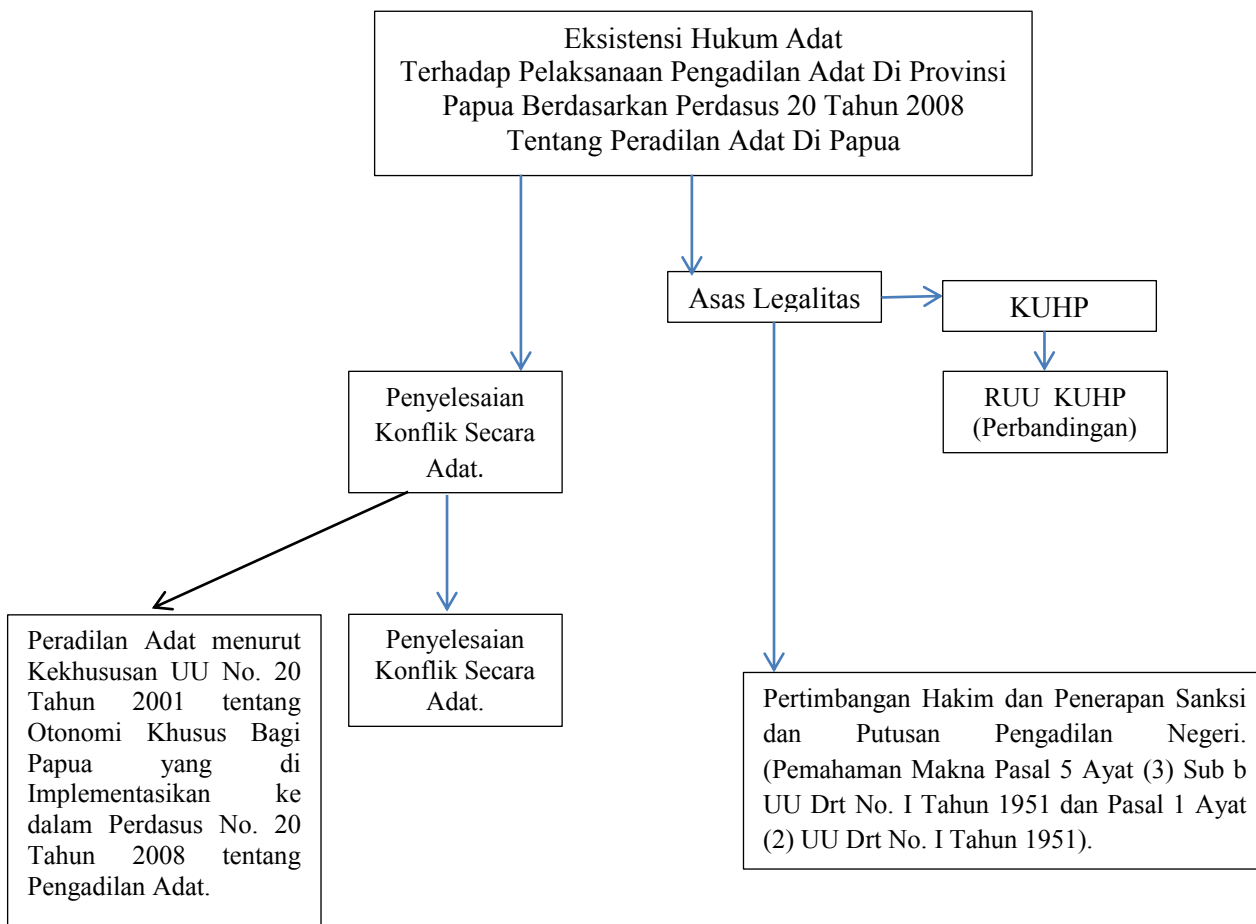 Eksistensi Hukum Adat
Terhadap Pelaksanaan Pengadilan Adat Di Provinsi
Papua Berdasarkan Perdasus 20 Tahun 2008
Tentang Peradilan Adat Di Papua
Asas Legalitas
KUHP
RUU KUHP
(Perbandingan)
Penyelesaian
Konflik Secara
Adat.
Peradilan Adat menurut
Kekhususan UU No. 20
Tahun 2001 tentang
Otonomi Khusus Bagi
Papua yang di
Implementasikan ke
dalam Perdasus No. 20
Tahun 2008 tentang
Pengadilan Adat.
Penyelesaian
Konflik Secara
Adat.
Pertimbangan Hakim dan Penerapan Sanksi
dan Putusan Pengadilan Negeri.
(Pemahaman Makna Pasal 5 Ayat (3) Sub b
UU Drt No. I Tahun 1951 dan Pasal 1 Ayat
(2) UU Drt No. I Tahun 1951).